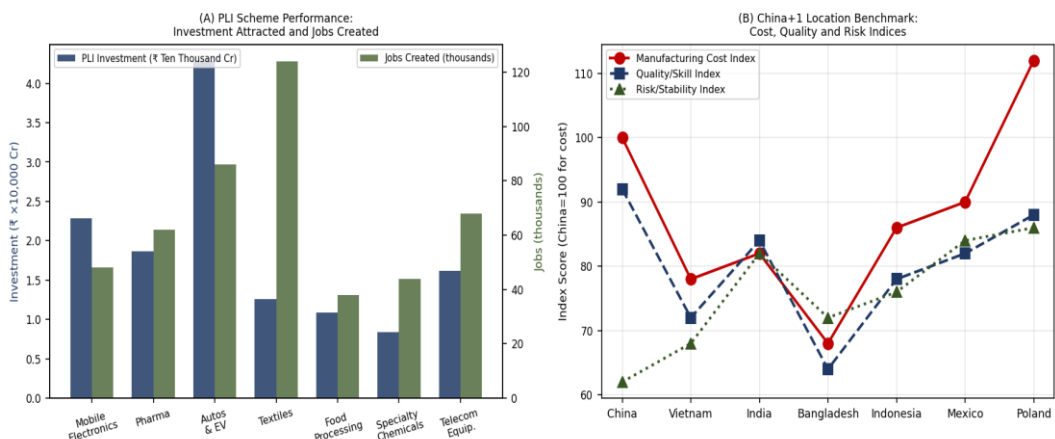 (A) PLI Scheme Performance:
Investment Attracted and Jobs Created
PLI Investment (₹ Ten Thousand Cr)
Jobs Created (thousands)
Investment (₹ ×10,000 Cr)
4.0
3.5
3.0
2.5
2.0
1.5
1.0
0.5
0.0
Jobs (thousands)
120
100
80
60
40
20
0
Mobile
Electronics
Pharma
Autos
& EV
Textiles
Food
Processing
Specialty
Chemicals
Telecom
Equip.
(B) China+1 Location Benchmark:
Cost, Quality and Risk Indices
Manufacturing Cost Index
Quality/Skill Index
Risk/Stability Index
Index Score (China=100 for cost)
110
100
90
80
70
60
China
Vietnam
India
Bangladesh
Indonesia
Mexico
Poland